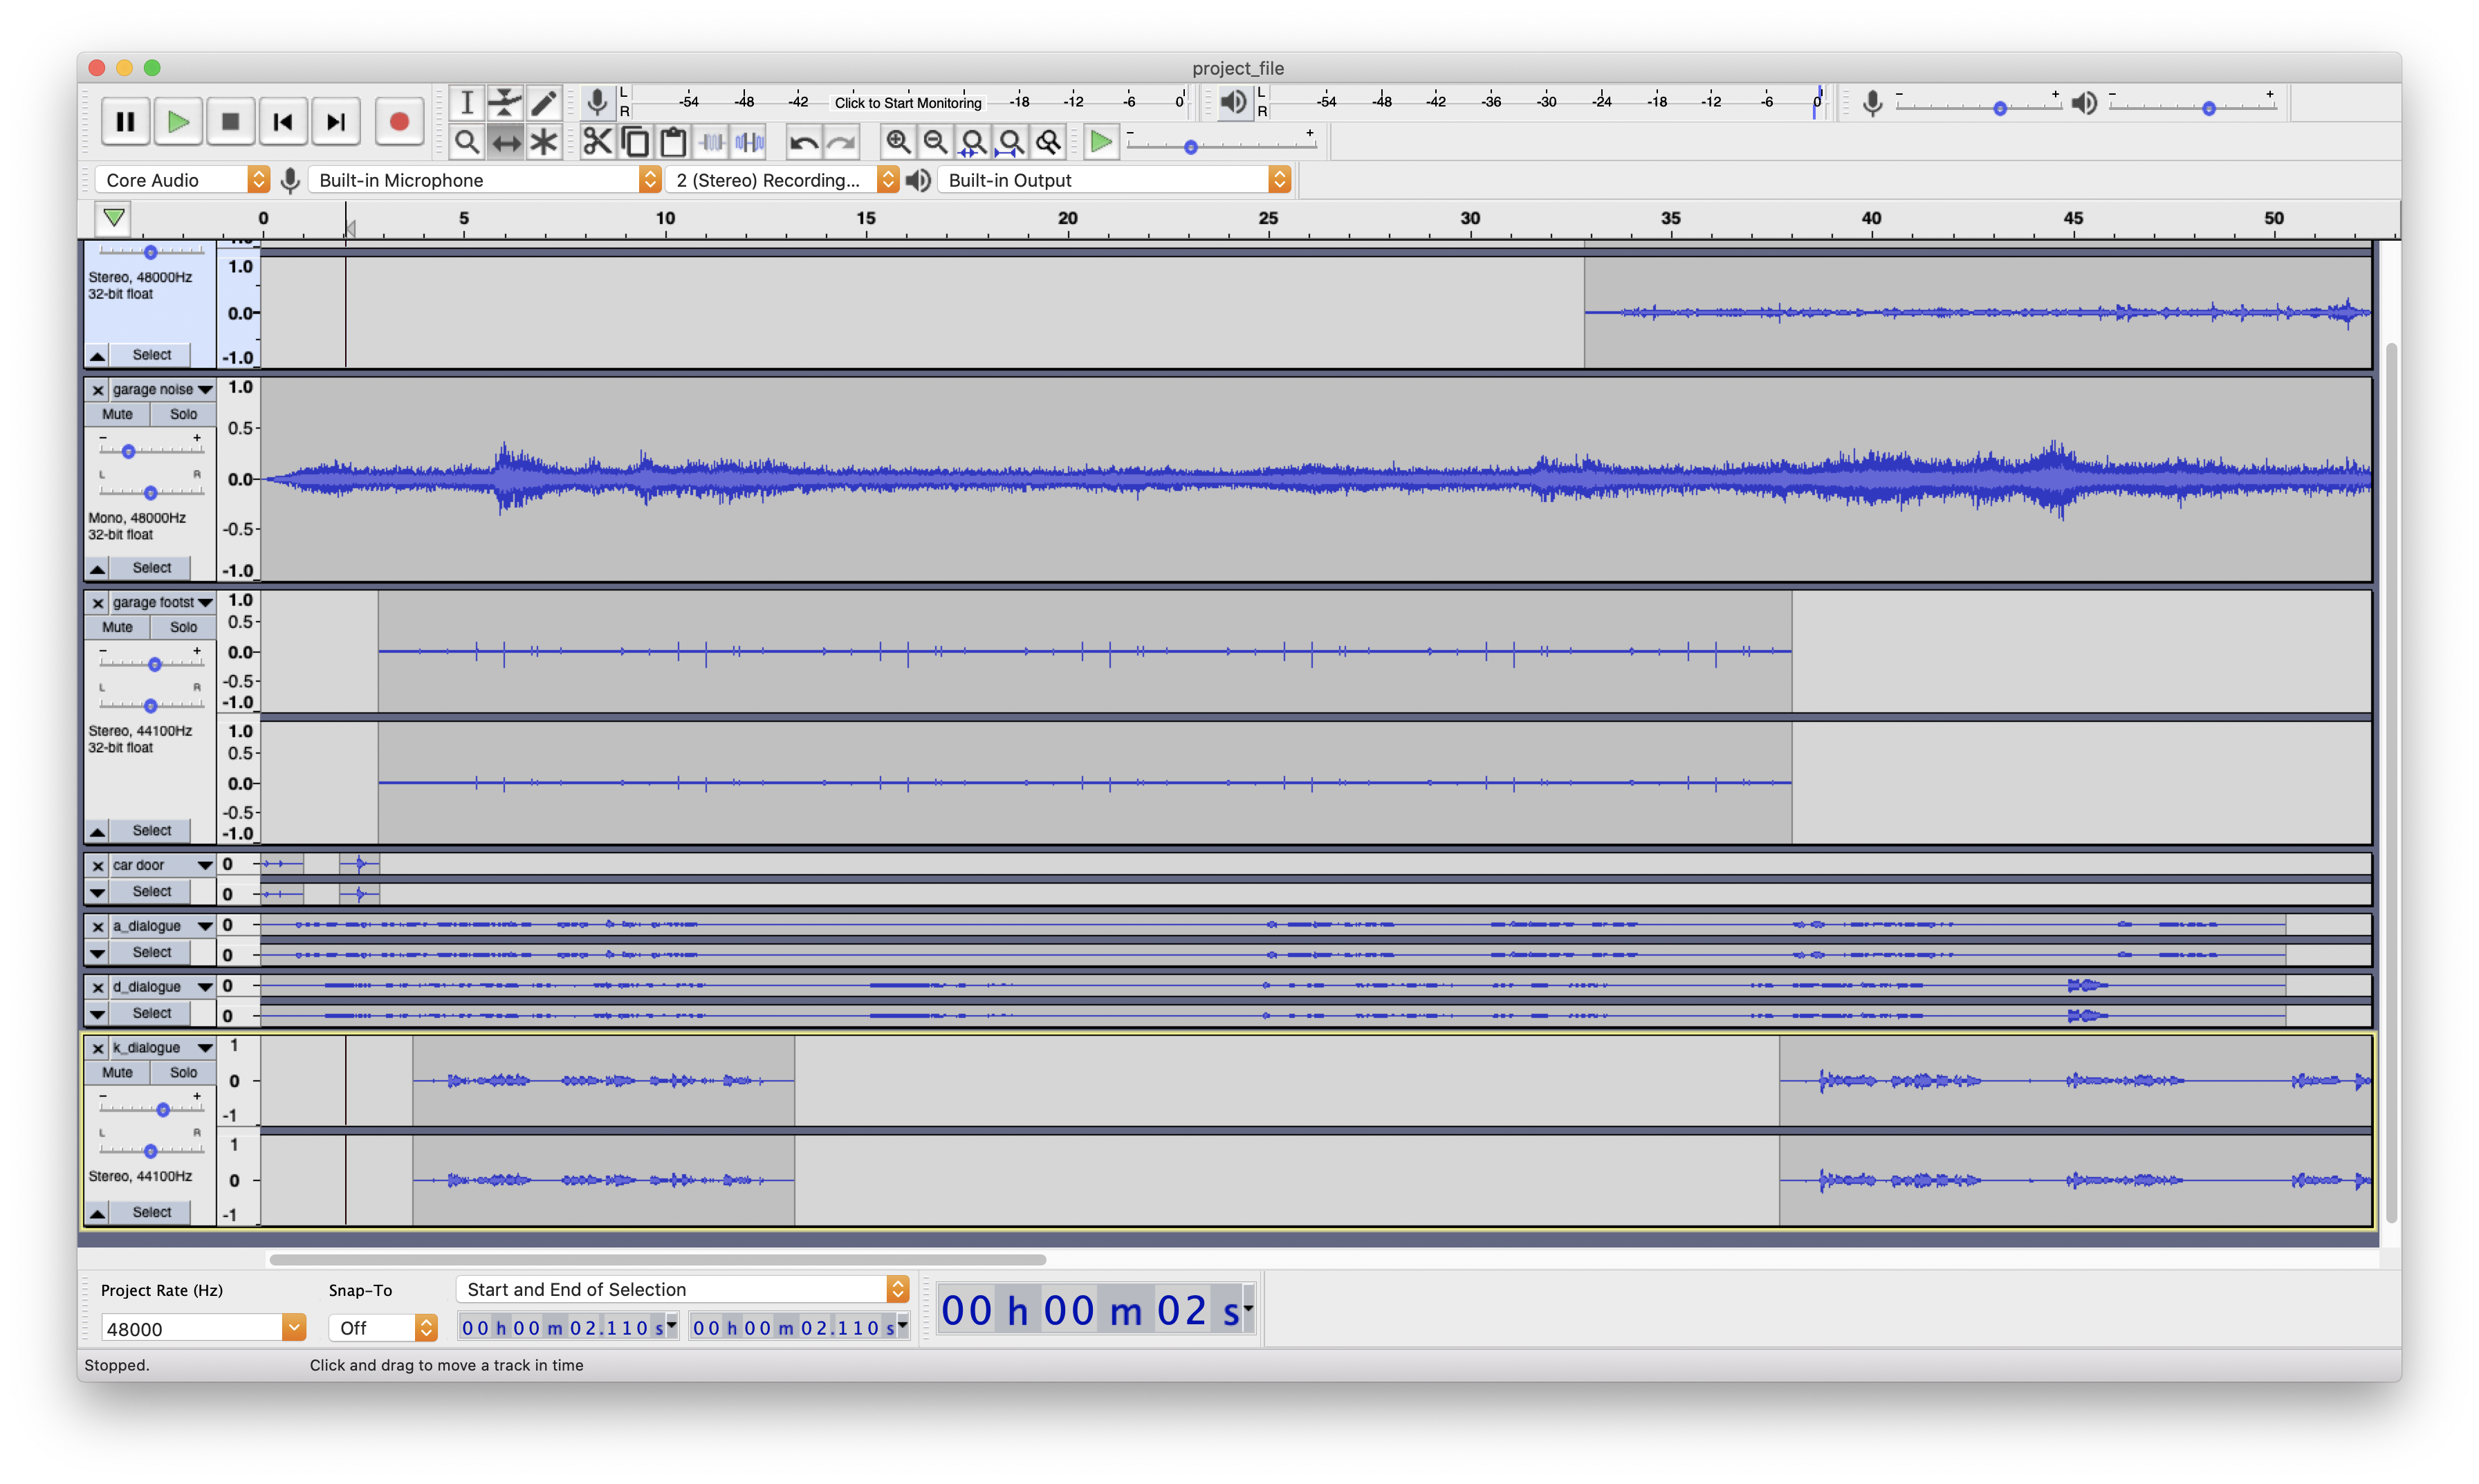 project_file
L
R
-54 -48 -42 Click to Start Monitoring -18 -12 -6 0
L
R
-54 -48 -42 -36 -30 -24 -18 -12 -6 0
- +
- +
- +
Core Audio Built-in Microphone 2 (Stereo) Recording... Built-in Output
0 5 10 15 20 25 30 35 40 45 50
Stereo, 48000Hz
32-bit float
Select
1.0
0.0
-1.0
garage noise
Mute Solo
- +
L R
Mono, 48000Hz
32-bit float
Select
1.0
0.5
0.0
-0.5
-1.0
garage footst
Mute Solo
- +
L R
Stereo, 44100Hz
32-bit float
Select
1.0
0.5
0.0
-0.5
-1.0
1.0
0.5
0.0
-0.5
-1.0
car door 0
Select 0
a_dialogue 0
Select 0
d_dialogue 0
Select 0
k_dialogue
Mute Solo
- +
L R
Stereo, 44100Hz
Select
1
0
-1
1
0
-1
Project Rate (Hz) Snap-To Start and End of Selection
48000 Off 00 h 00 m 02.110 s 00 h 00 m 02.110 s
00 h 00 m 02 s
Stopped. Click and drag to move a track in time